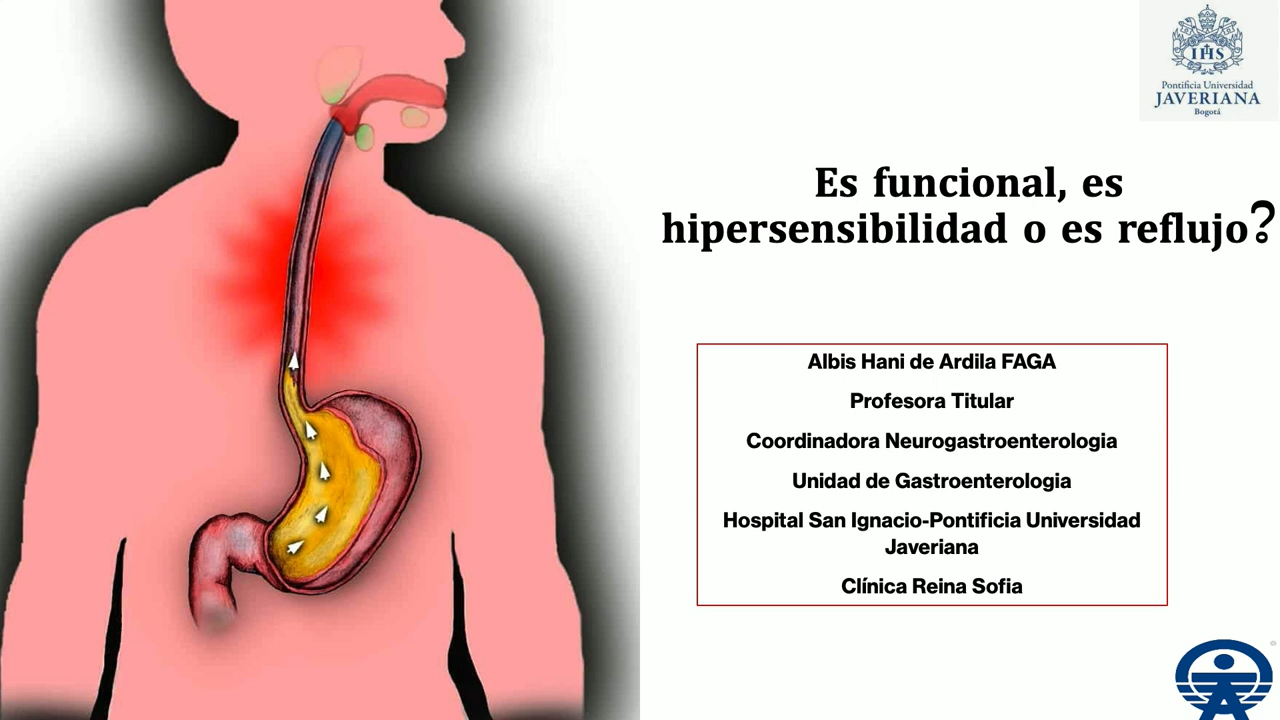 IHS
Pontificia Universidad
JAVERIANA
Bogotá
Es funcional, es
hipersensibilidad o es reflujo?
Albis Hani de Ardila FAGA
Profesora Titular
Coordinadora Neurogastroenterologia
Unidad de Gastroenterologia
Hospital San Ignacio-Pontificia Universidad
Javeriana
Clínica Reina Sofia